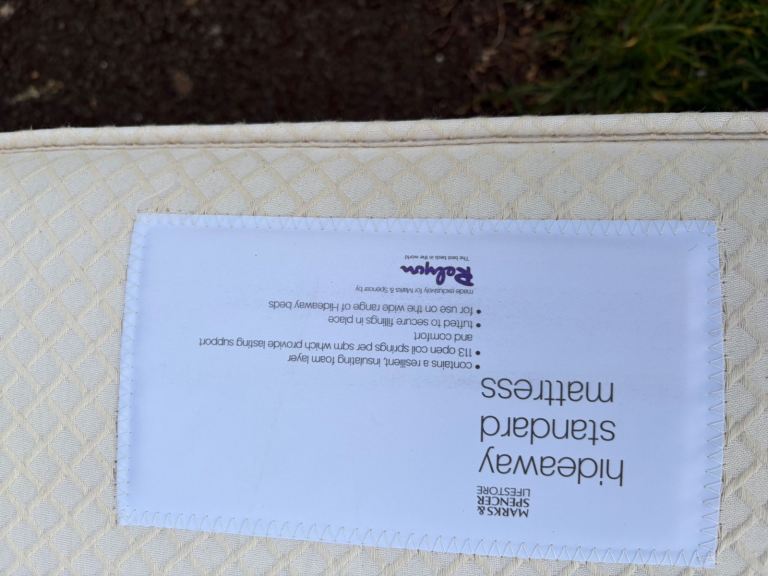 MARKS &
SPENCER
LIFESTORE
hideaway
standard
mattress
• contains a resilient, insulating foam layer
• 113 open coil springs per sqm which provide lasting support
and comfort
• tufted to secure fillings in place
• for use on the wide range of Hideaway beds
made exclusively for Marks & Spencer by
Relyon
The best beds in the world